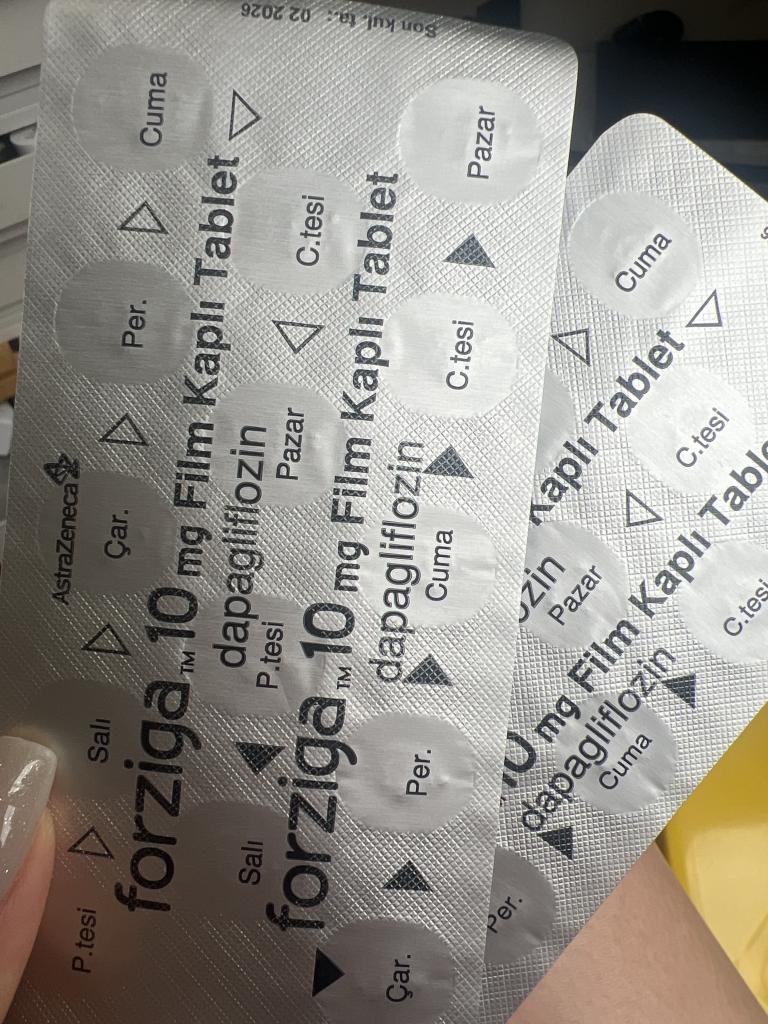 Son kul. ta.: 02 2026
AstraZeneca
P.tesi
Salı
Çar.
Per.
Cuma
forziga™ 10 mg Film Kaplı Tablet
dapagliflozin
Salı
P.tesi
Pazar
C.tesi
forziga™ 10 mg Film Kaplı Tablet
dapagliflozin
Çar.
Per.
Cuma
C.tesi
Pazar
Cuma
Kaplı Tablet
Pazar
C.tesi
10 mg Film Kaplı
dapagliflozin
Per.
Cuma
C.tesi